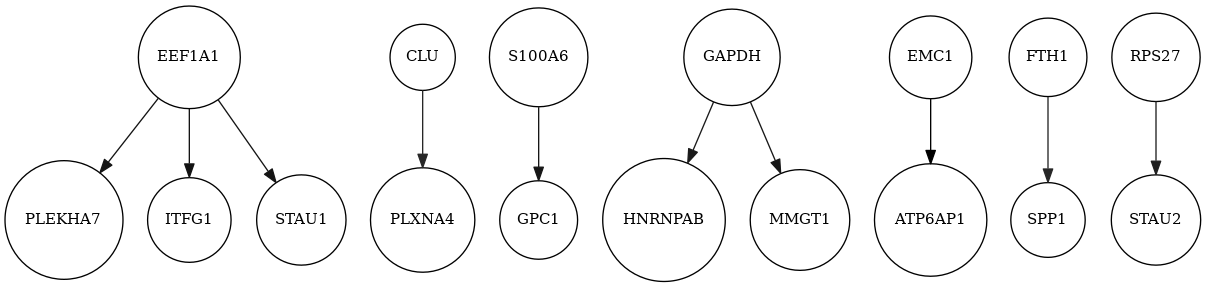 EEF1A1
CLU
S100A6
GAPDH
EMC1
FTH1
RPS27
PLEKHA7
ITFG1
STAU1
PLXNA4
GPC1
HNRNPAB
MMGT1
ATP6AP1
SPP1
STAU2